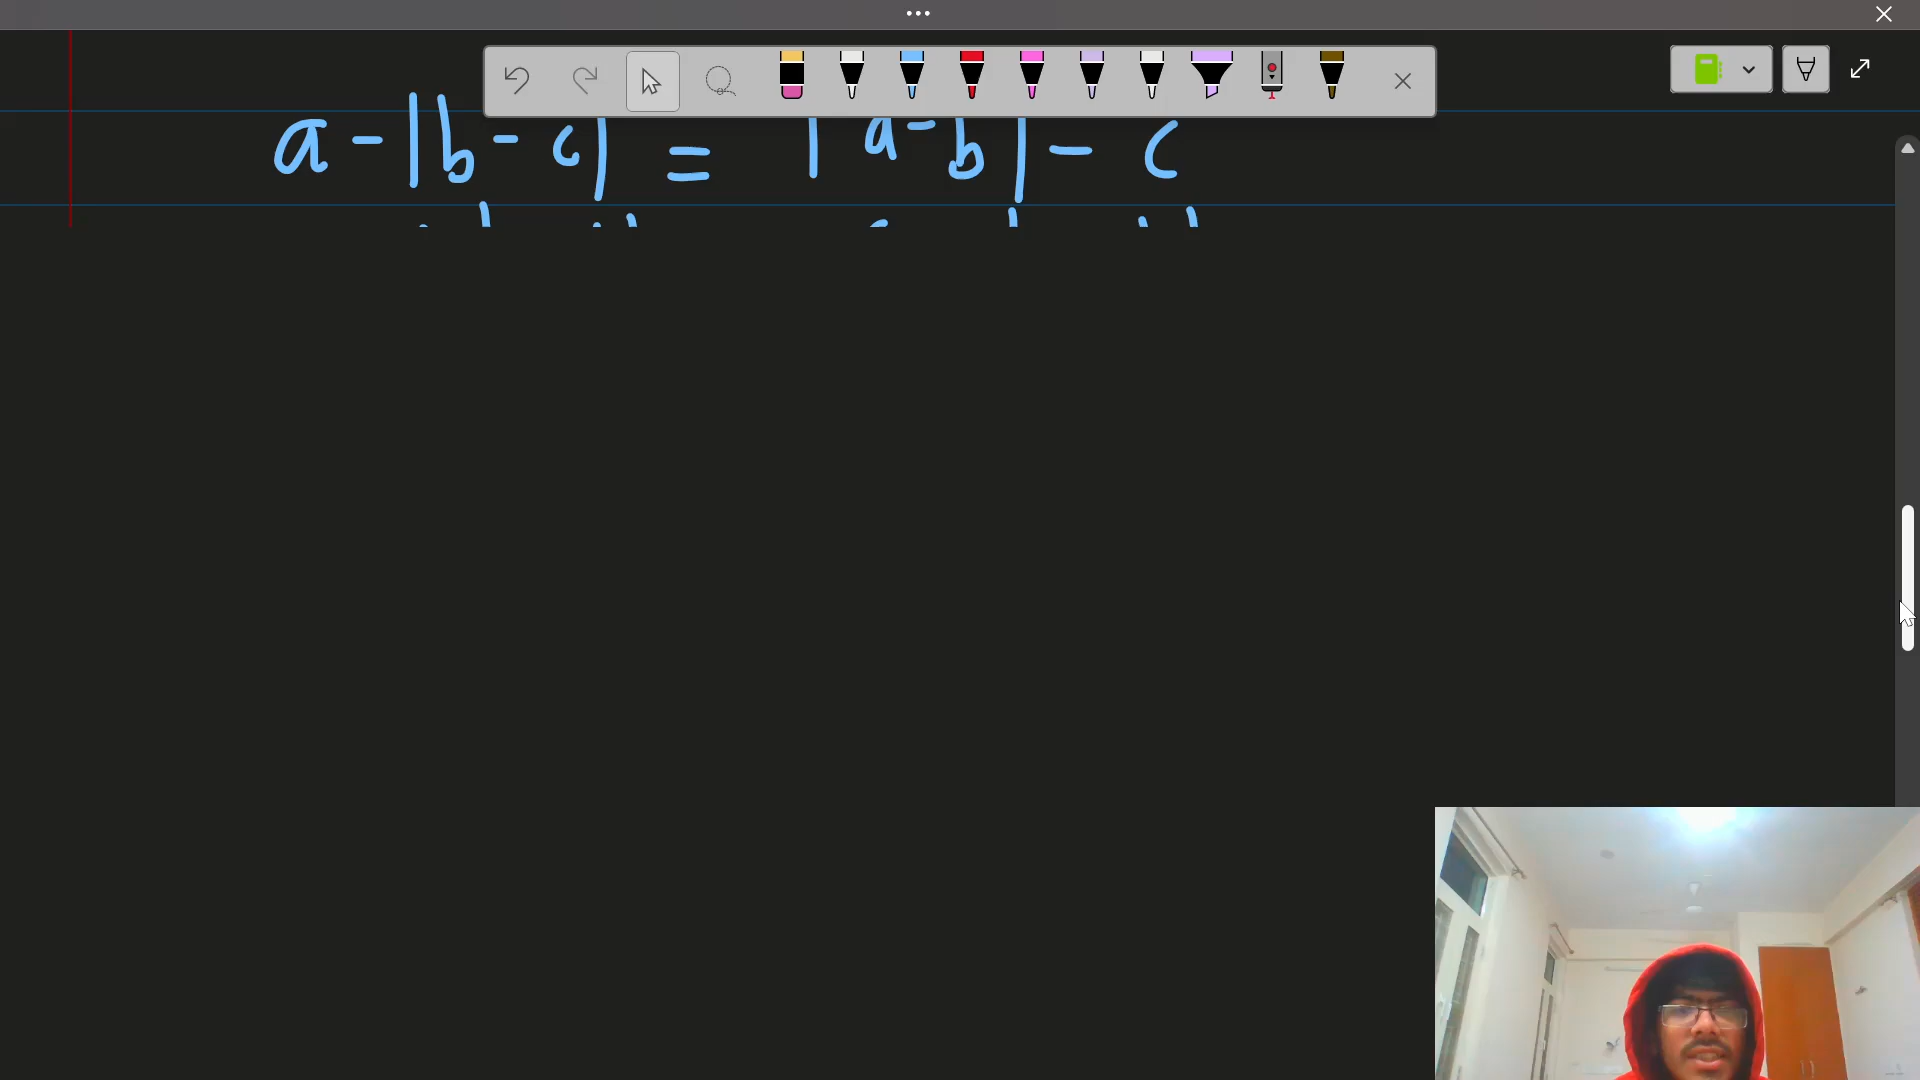 a - |b - c| = |a - b| - c